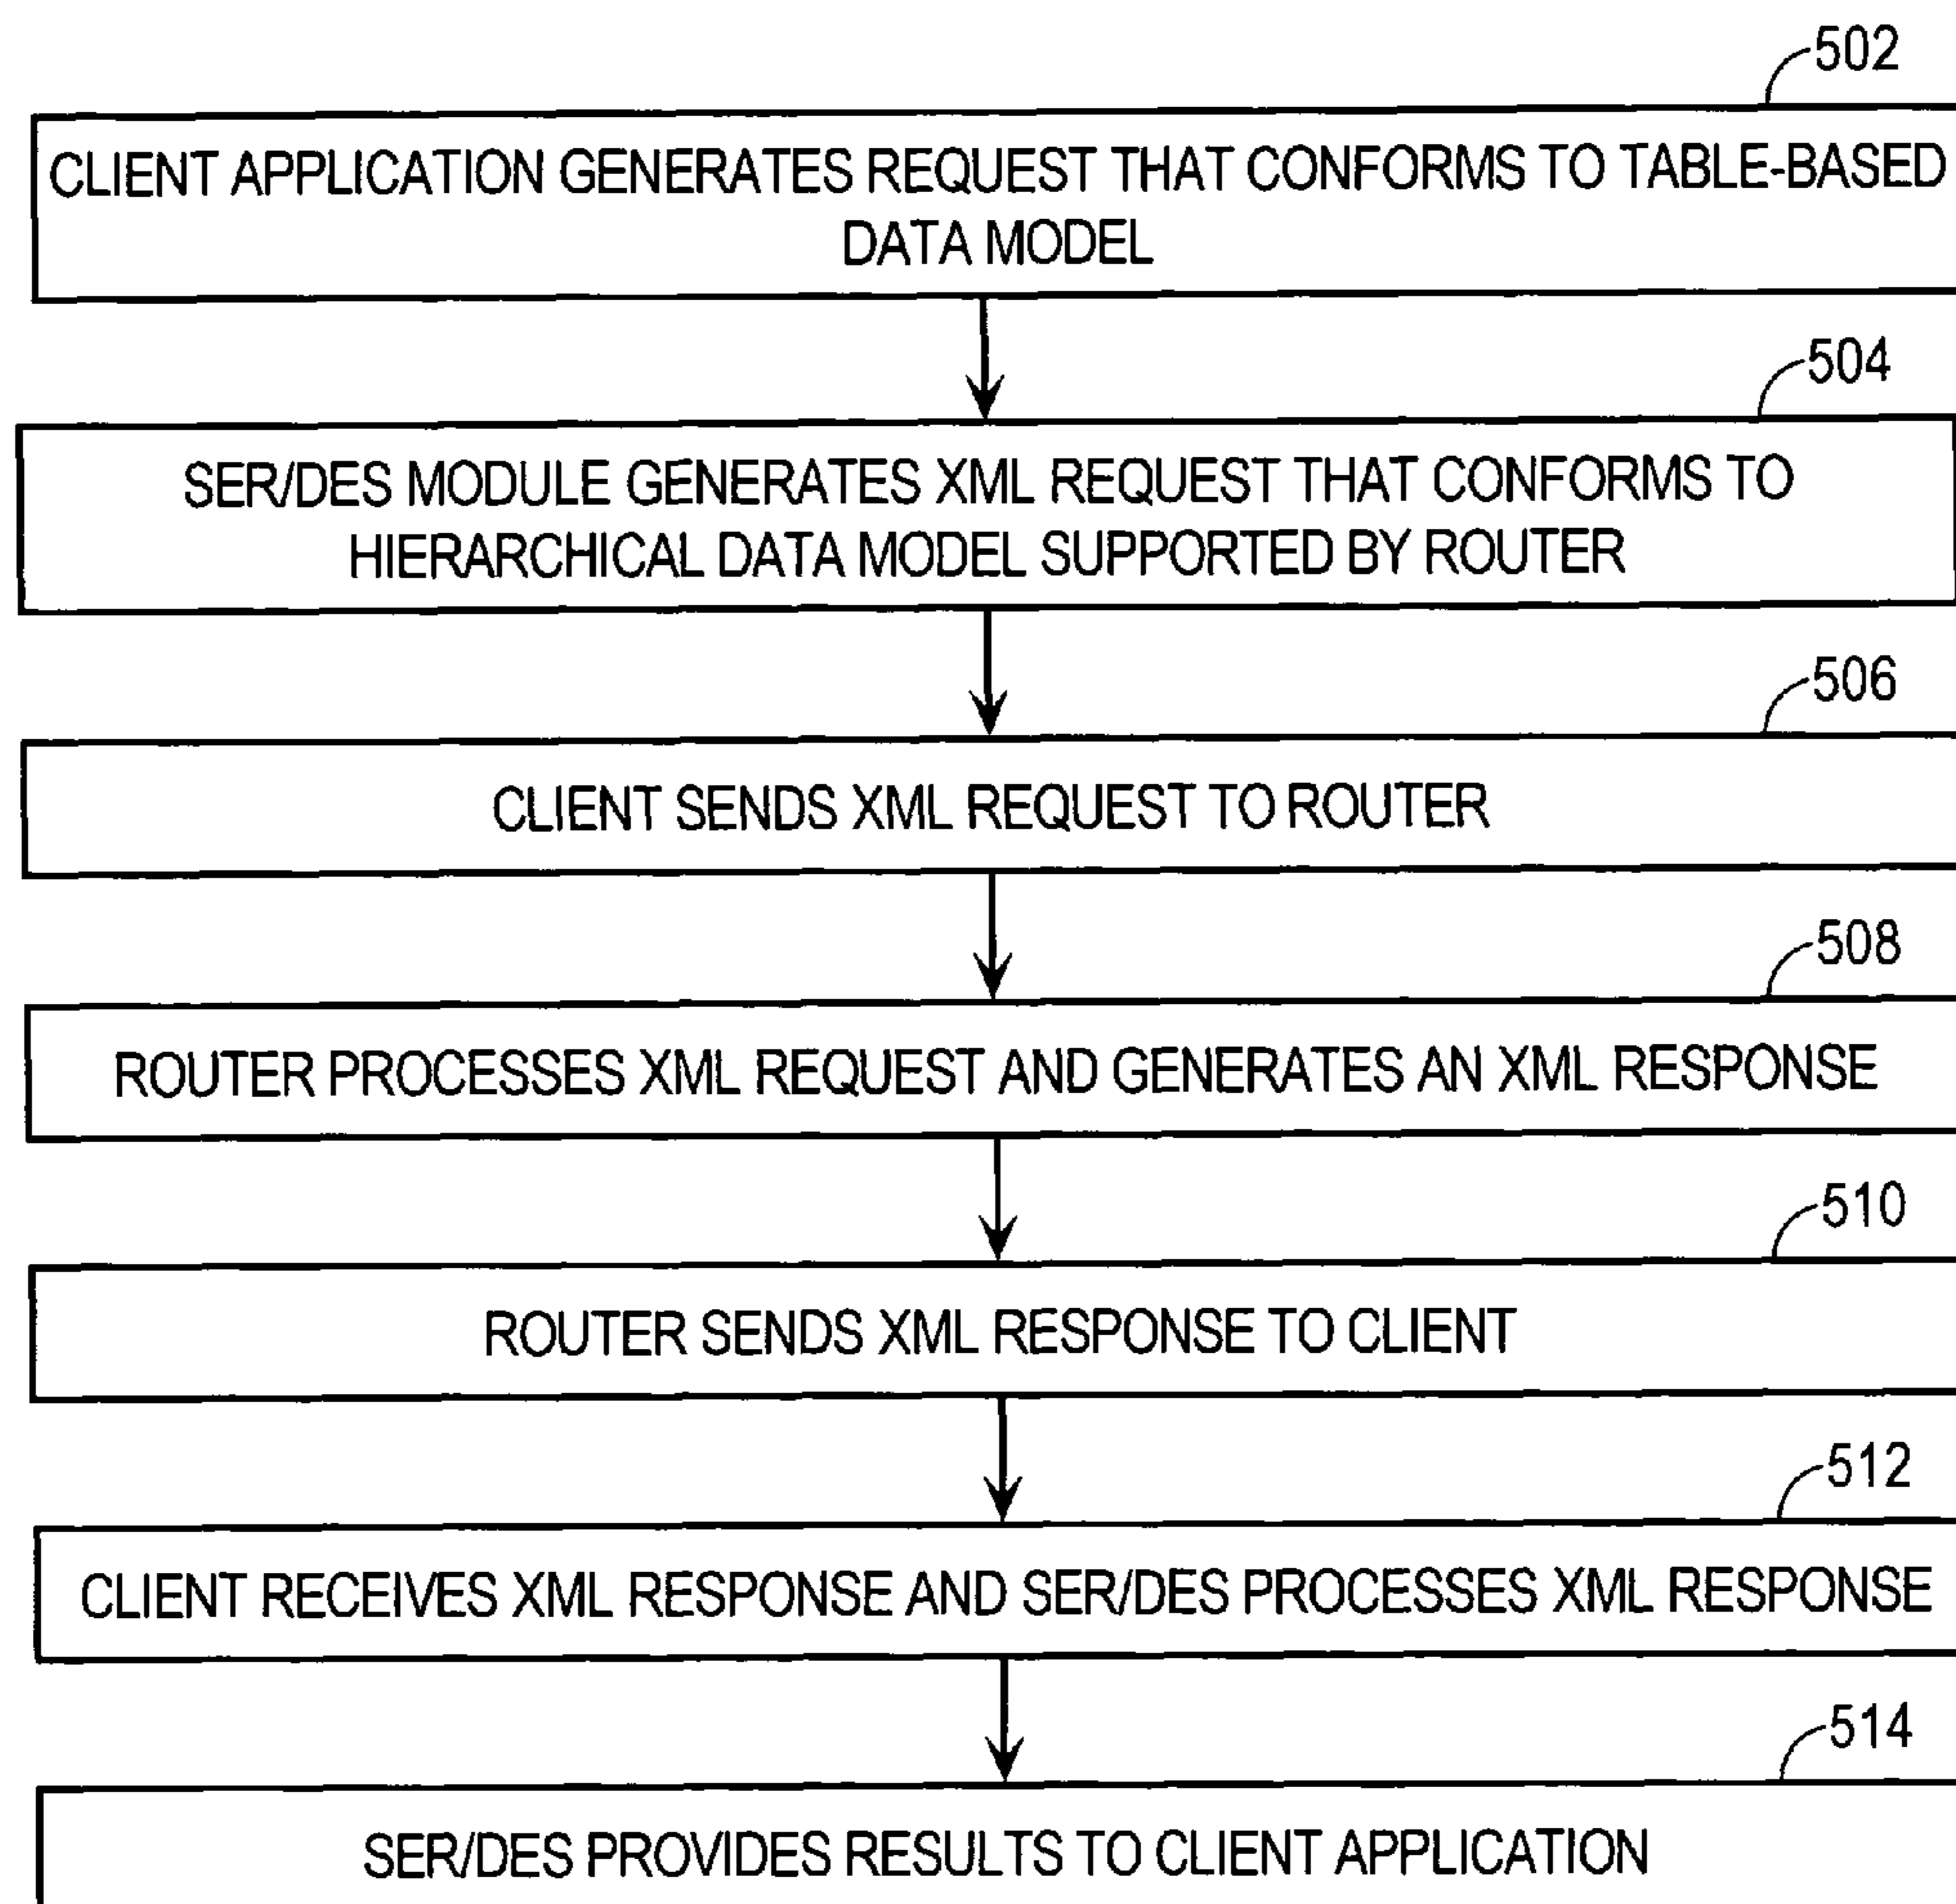 502
CLIENT APPLICATION GENERATES REQUEST THAT CONFORMS TO TABLE-BASED
DATA MODEL
504
SER/DES MODULE GENERATES XML REQUEST THAT CONFORMS TO
HIERARCHICAL DATA MODEL SUPPORTED BY ROUTER
506
CLIENT SENDS XML REQUEST TO ROUTER
508
ROUTER PROCESSES XML REQUEST AND GENERATES AN XML RESPONSE
510
ROUTER SENDS XML RESPONSE TO CLIENT
512
CLIENT RECEIVES XML RESPONSE AND SER/DES PROCESSES XML RESPONSE
514
SER/DES PROVIDES RESULTS TO CLIENT APPLICATION